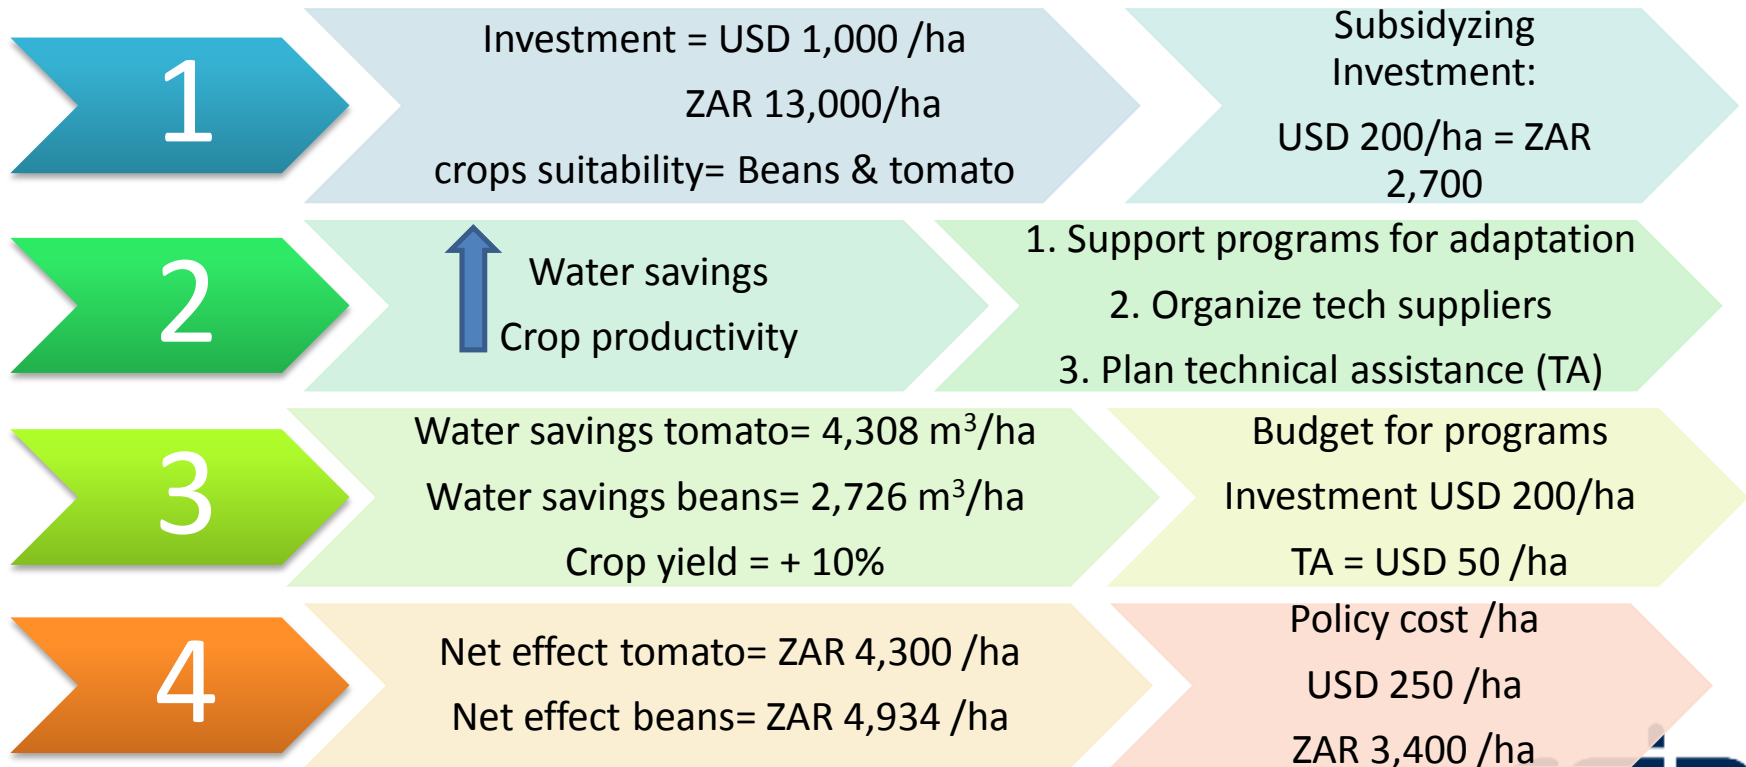 1
Investment = USD 1,000 /ha
ZAR 13,000/ha
crops suitability= Beans & tomato
Subsidyzing
Investment:
USD 200/ha = ZAR
2,700
2
Water savings
Crop productivity
1. Support programs for adaptation
2. Organize tech suppliers
3. Plan technical assistance (TA)
3
Water savings tomato= 4,308 m³/ha
Water savings beans= 2,726 m³/ha
Crop yield = + 10%
Budget for programs
Investment USD 200/ha
TA = USD 50 /ha
4
Net effect tomato= ZAR 4,300 /ha
Net effect beans= ZAR 4,934 /ha
Policy cost /ha
USD 250 /ha
ZAR 3,400 /ha